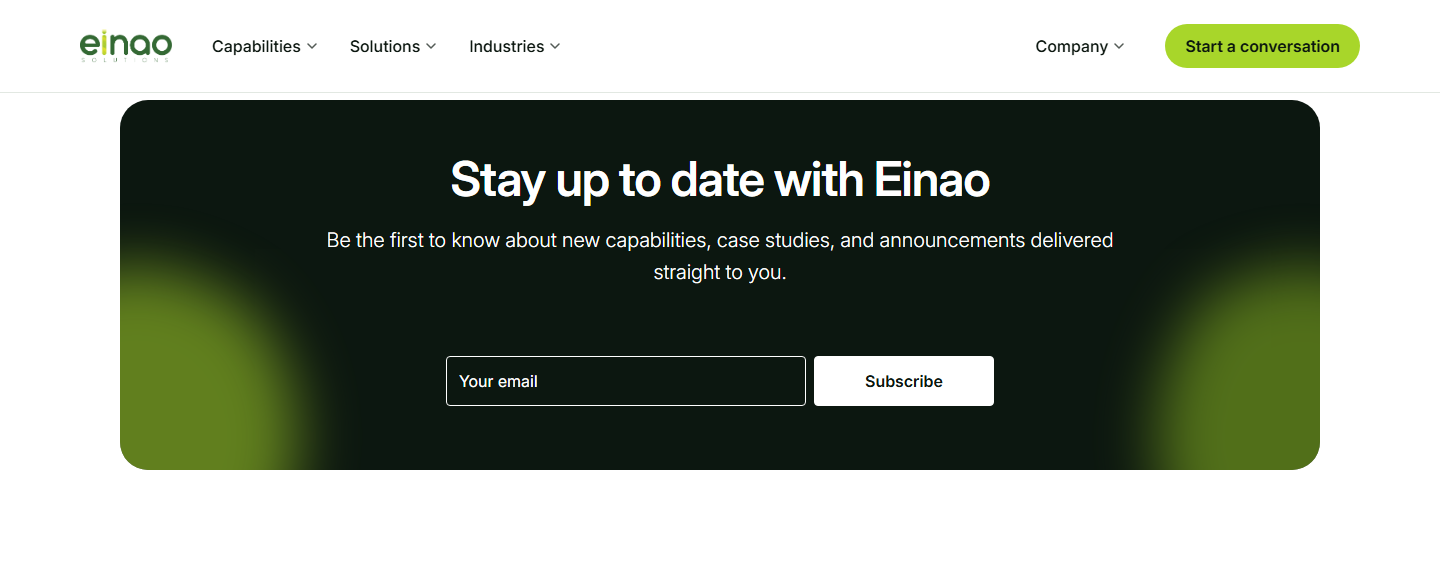 einao
SOLUTIONS
Capabilities
Solutions
Industries
Company
Start a conversation
Stay up to date with Einao
Be the first to know about new capabilities, case studies, and announcements delivered
straight to you.
Your email
Subscribe